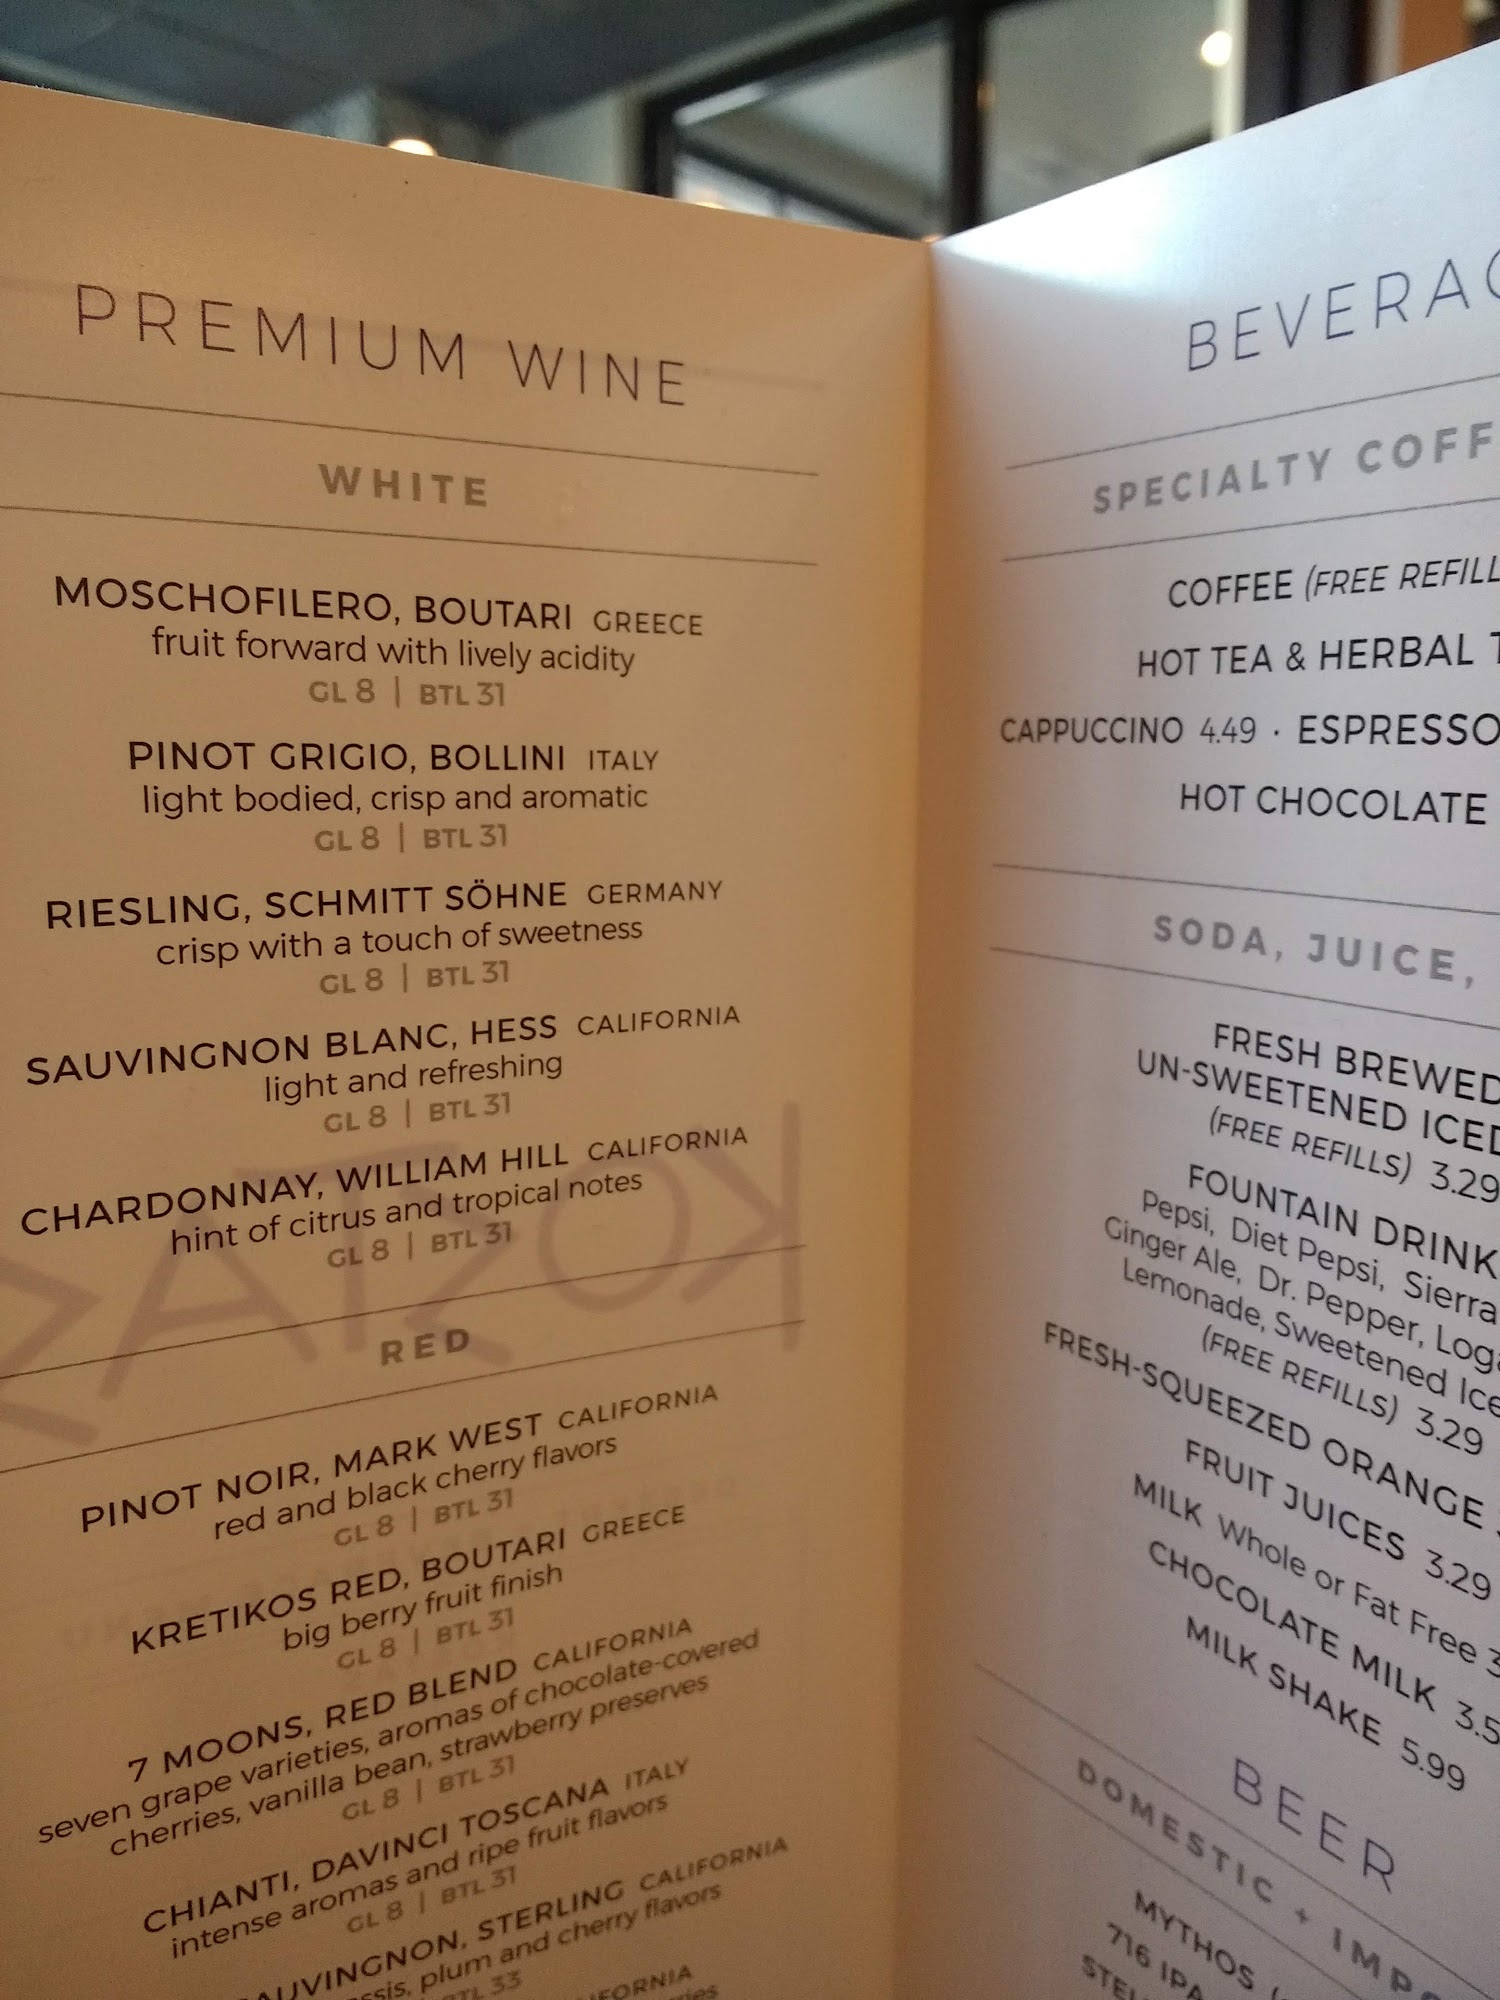 PREMIUM WINE
WHITE
MOSCHOFILERO, BOUTARI GREECE
fruit forward with lively acidity
GL 8 | BTL 31
PINOT GRIGIO, BOLLINI ITALY
light bodied, crisp and aromatic
GL 8 | BTL 31
RIESLING, SCHMITT SÖHNE GERMANY
crisp with a touch of sweetness
GL 8 | BTL 31
SAUVINGNON BLANC, HESS CALIFORNIA
light and refreshing
GL 8 | BTL 31
CHARDONNAY, WILLIAM HILL CALIFORNIA
hint of citrus and tropical notes
GL 8 | BTL 31
RED
PINOT NOIR, MARK WEST CALIFORNIA
red and black cherry flavors
GL 8 | BTL 31
KRETIKOS RED, BOUTARI GREECE
big berry fruit finish
GL 8 | BTL 31
7 MOONS, RED BLEND CALIFORNIA
seven grape varieties, aromas of chocolate-covered
cherries, vanilla bean, strawberry preserves
GL 8 | BTL 31
CHIANTI, DAVINCI TOSCANA ITALY
intense aromas and ripe fruit flavors
GL 8 | BTL 31
AUVINGNON, STERLING CALIFORNIA
plum and cherry flavors
BTL 33
BEVERAG
SPECIALTY COFF
COFFEE (FREE REFILL
HOT TEA & HERBAL T
CAPPUCCINO 4.49 · ESPRESSO
HOT CHOCOLATE
SODA, JUICE,
FRESH BREWED
UN-SWEETENED ICED
(FREE REFILLS) 3.29
FOUNTAIN DRINK
Pepsi, Diet Pepsi, Sierra
Ginger Ale, Dr. Pepper, Loga
Lemonade, Sweetened Ice
(FREE REFILLS) 3.29
FRESH-SQUEEZED ORANGE
FRUIT JUICES 3.29
MILK Whole or Fat Free 3
CHOCOLATE MILK 3.5
MILK SHAKE 5.99
BEER
DOMESTIC + IMPO
MYTHOS
716 IPA
STEL